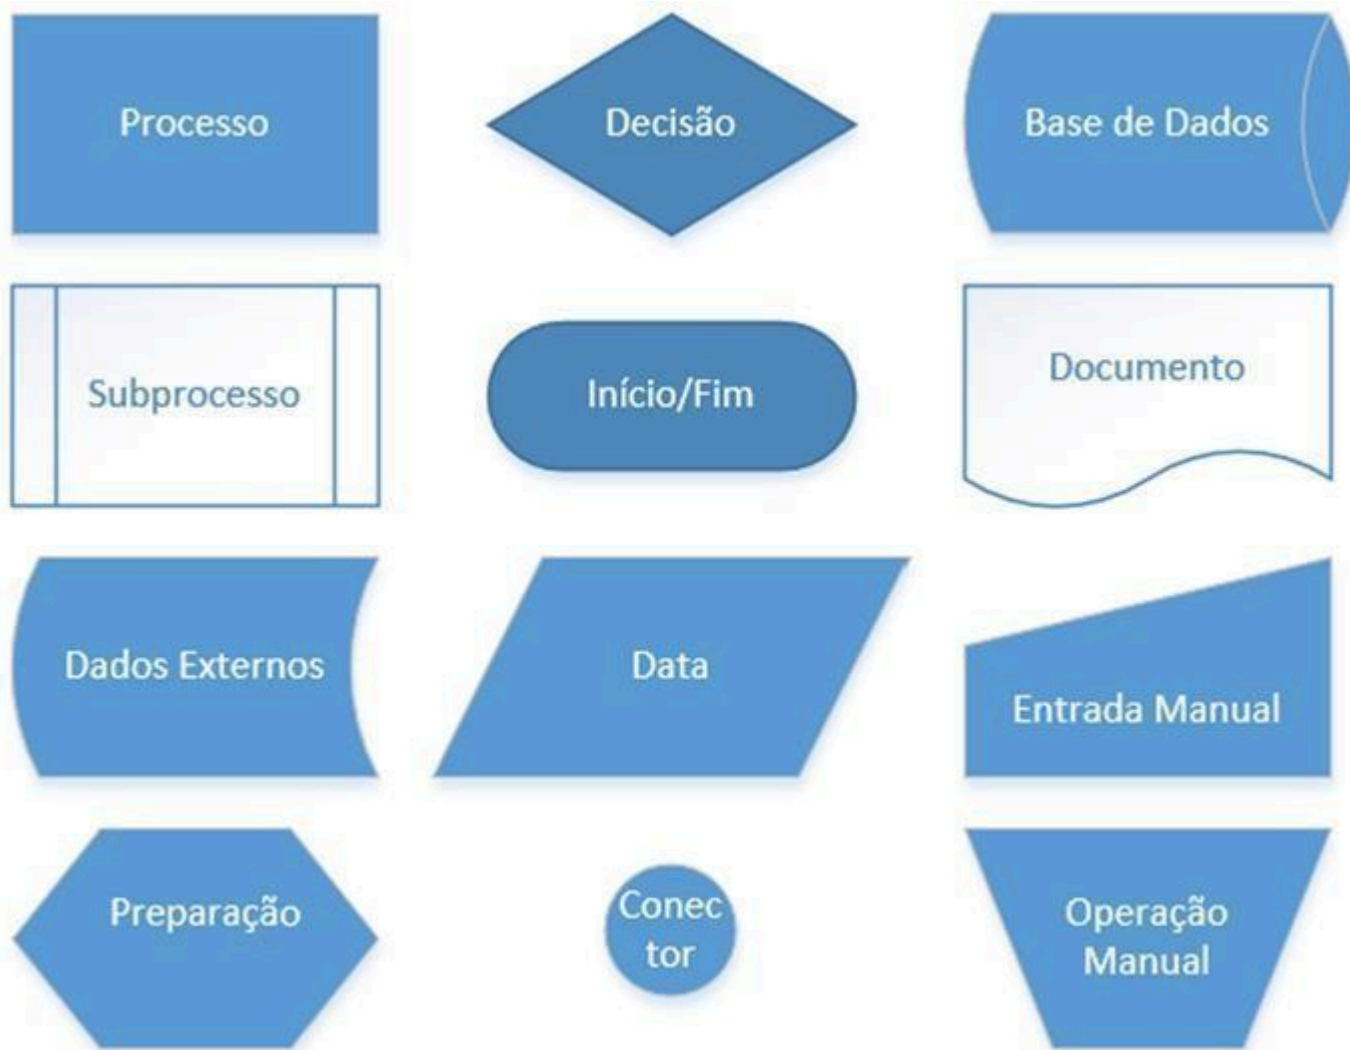 Processo
Decisão
Base de Dados
Subprocesso
Início/Fim
Documento
Dados Externos
Data
Entrada Manual
Preparação
Conec
tor
Operação
Manual